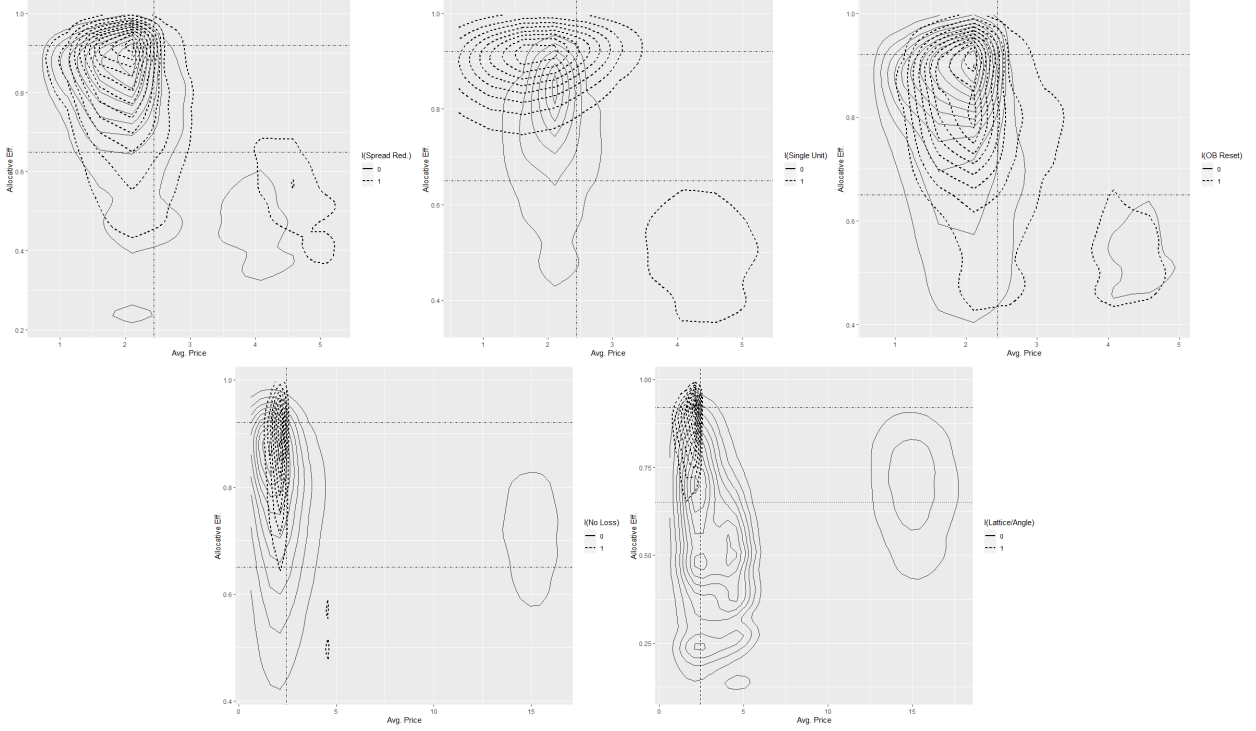 1.0
0.8
0.6
0.4
0.2
Allocative Eff.
1 2 3 4 5
Avg. Price
I(Spread Red.)
0
1
1.0
0.8
0.6
0.4
Allocative Eff.
1 2 3 4 5
Avg. Price
I(Single Unit)
0
1
1.0
0.8
0.6
0.4
Allocative Eff.
1 2 3 4 5
Avg. Price
I(OB Reset)
0
1
1.0
0.8
0.6
0.4
Allocative Eff.
0 5 10 15
Avg. Price
I(No Loss)
0
1
1.00
0.75
0.50
0.25
Allocative Eff.
0 5 10 15
Avg. Price
I(Lattice/Angle)
0
1